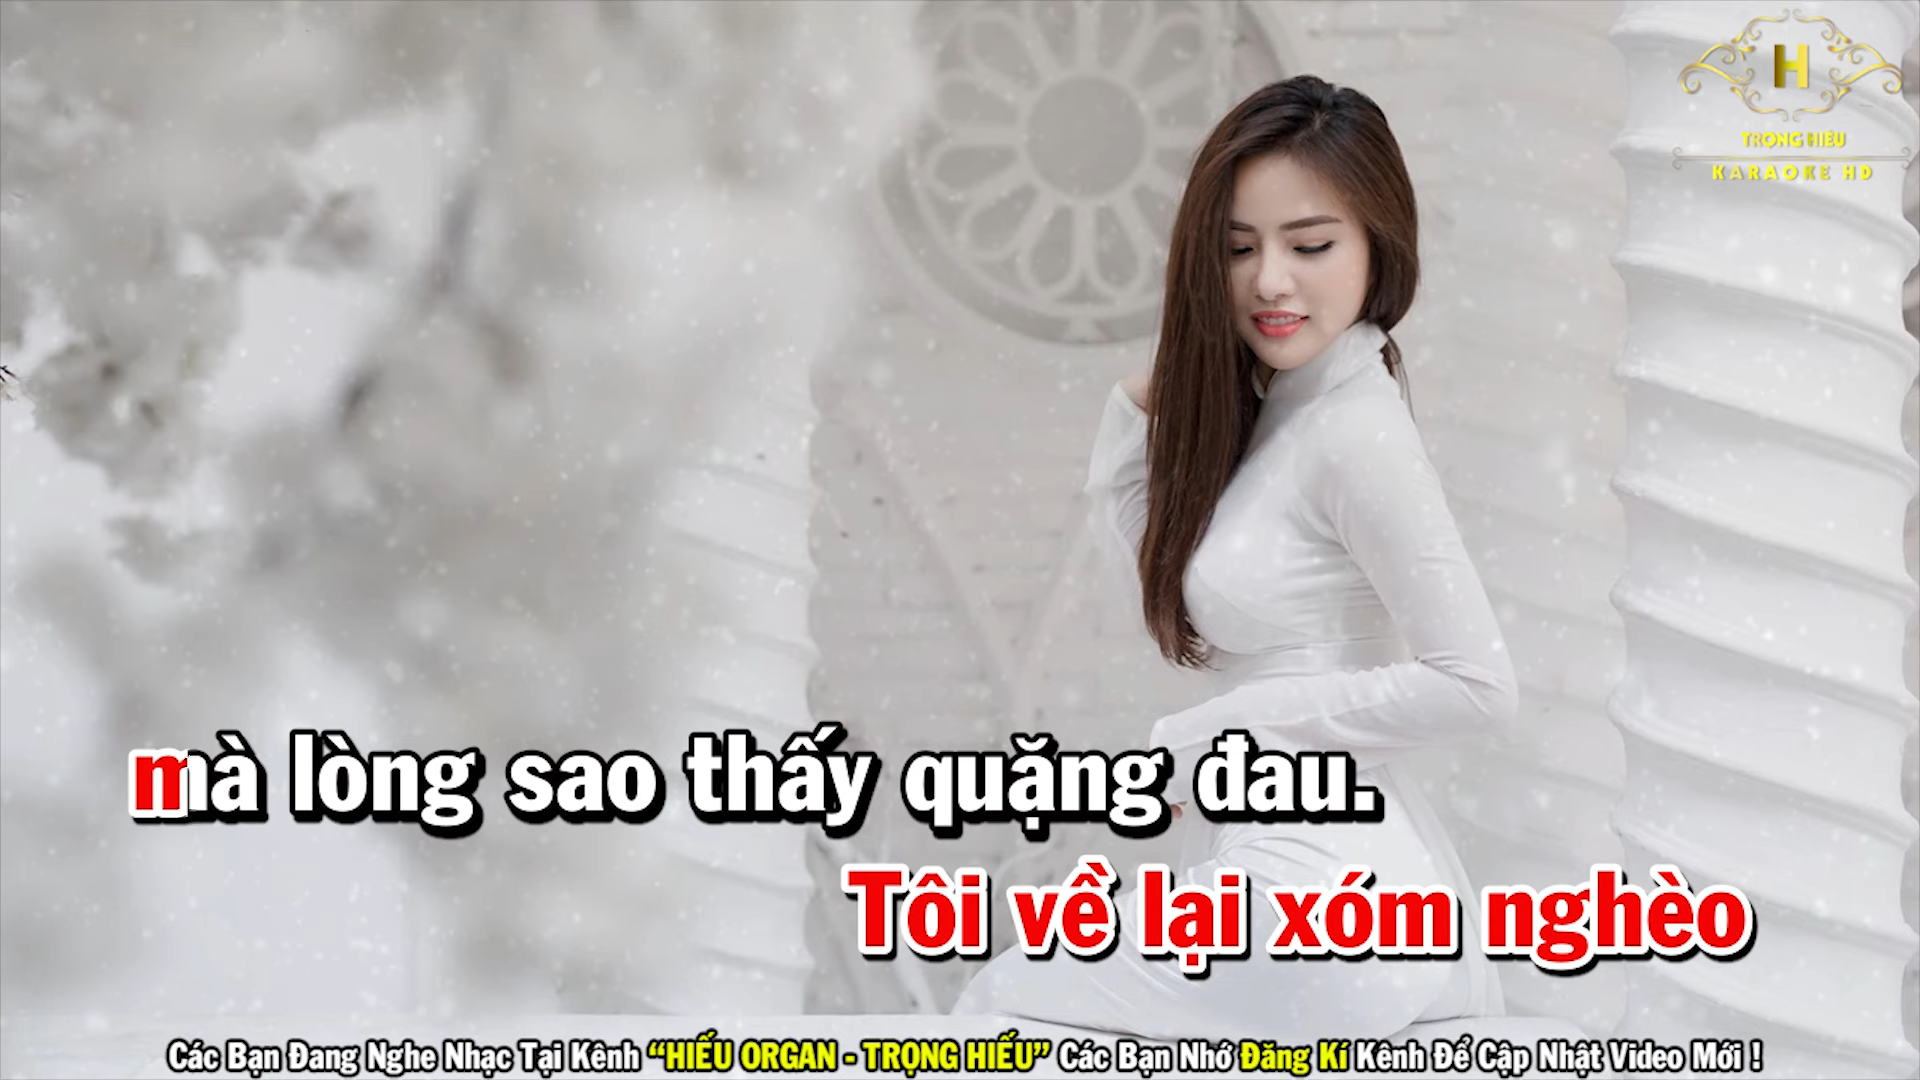 H
TRỌNG HIẾU
KARAOKE HD
mà lòng sao thấy quặng đau.
Tôi về lại xóm nghèo
Các Bạn Đang Nghe Nhạc Tại Kênh “HIẾU ORGAN - TRỌNG HIẾU” Các Bạn Nhớ Đăng Kí Kênh Để Cập Nhật Video Mới !